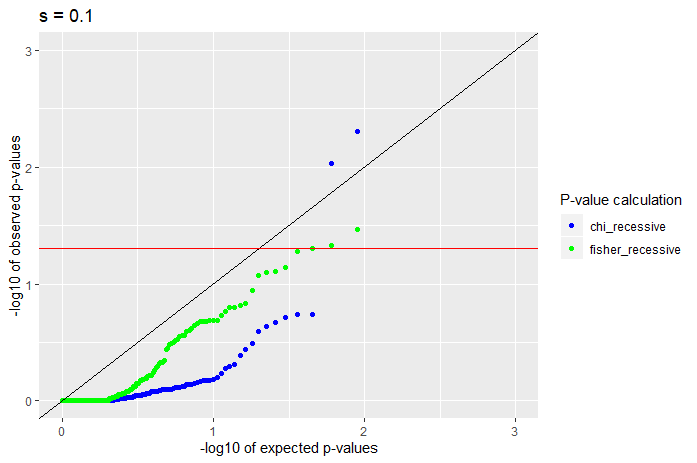 s = 0.1
3
2
1
0
-log10 of observed p-values
0
1
2
3
-log10 of expected p-values
P-value calculation
chi_recessive
fisher_recessive